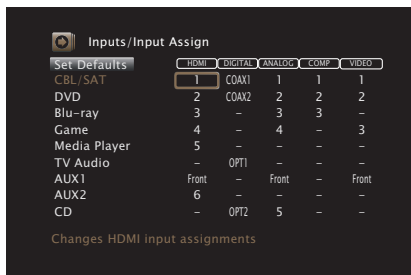 Inputs/Input Assign
Set Defaults HDMI DIGITAL ANALOG COMP VIDEO
CBL/SAT 1 COAX1 1 1 1
DVD 2 COAX2 2 2 2
Blu-ray 3 – 3 3 –
Game 4 – 4 – 3
Media Player 5 – – – –
TV Audio – OPT1 – – –
AUX1 Front – Front – Front
AUX2 6 – – – –
CD – OPT2 5 – –
Changes HDMI input assignments